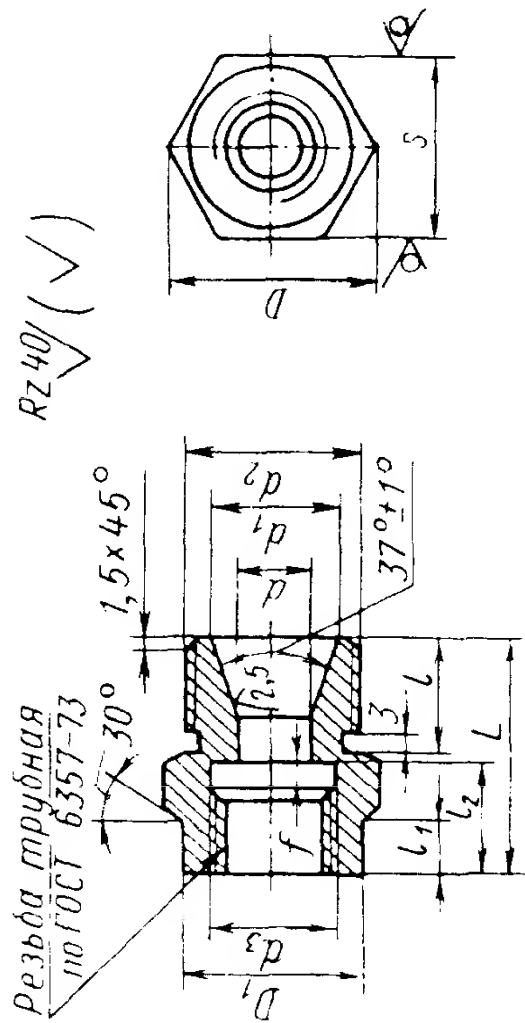 Rz 40
Резьба трубная
по ГОСТ 6357-73
30°
1,5×45°
2,5
37°±1°
d
d₁
d₂
d₃
D₁
f
3
l
l₁
l₂
L
D
S